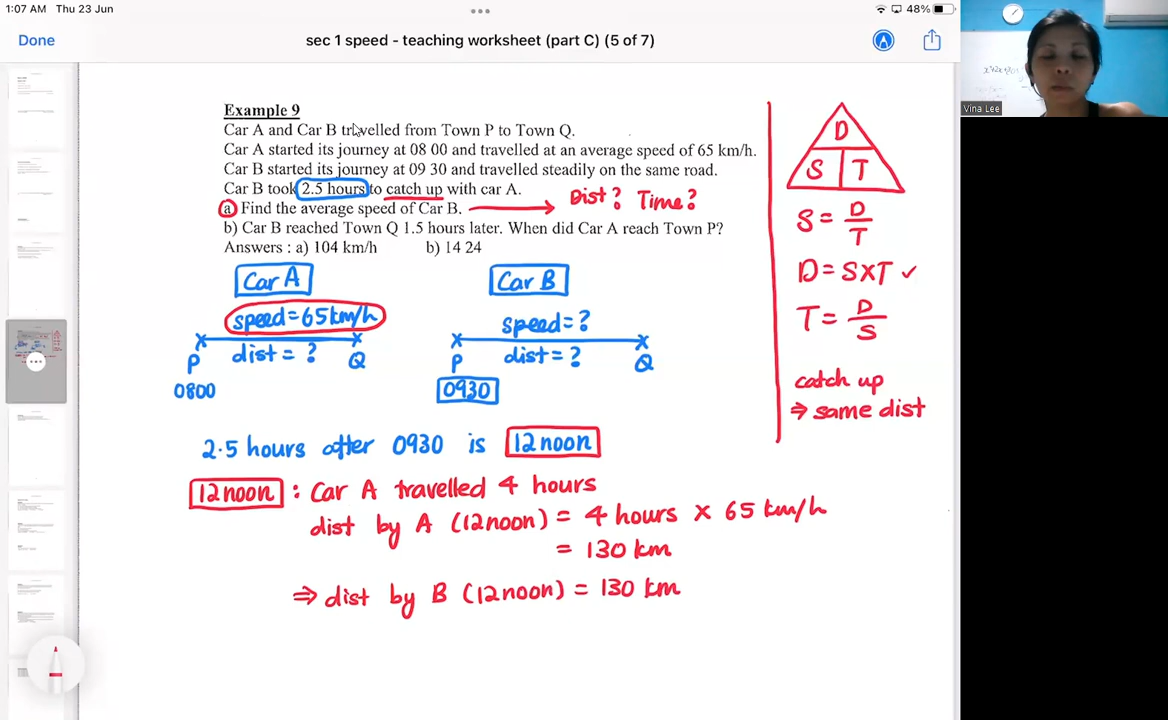 1:07 AM Thu 23 Jun
48%
Done
sec 1 speed - teaching worksheet (part C) (5 of 7)
Vina Lee
Example 9
Car A and Car B travelled from Town P to Town Q.
Car A started its journey at 08 00 and travelled at an average speed of 65 km/h.
Car B started its journey at 09 30 and travelled steadily on the same road.
Car B took 2.5 hours to catch up with car A.
a) Find the average speed of Car B. Dist? Time?
b) Car B reached Town Q 1.5 hours later. When did Car A reach Town P?
Answers : a) 104 km/h b) 14 24
Car A
speed = 65 km/h
dist = ?
P Q
0800
Car B
speed = ?
dist = ?
P Q
0930
2.5 hours after 0930 is 12noon
12noon : Car A travelled 4 hours
dist by A (12noon) = 4 hours x 65 km/h
= 130 km
⇒ dist by B (12noon) = 130 km
D
S T
S = D/T
D = S×T ✓
T = D/S
catch up
⇒ same dist